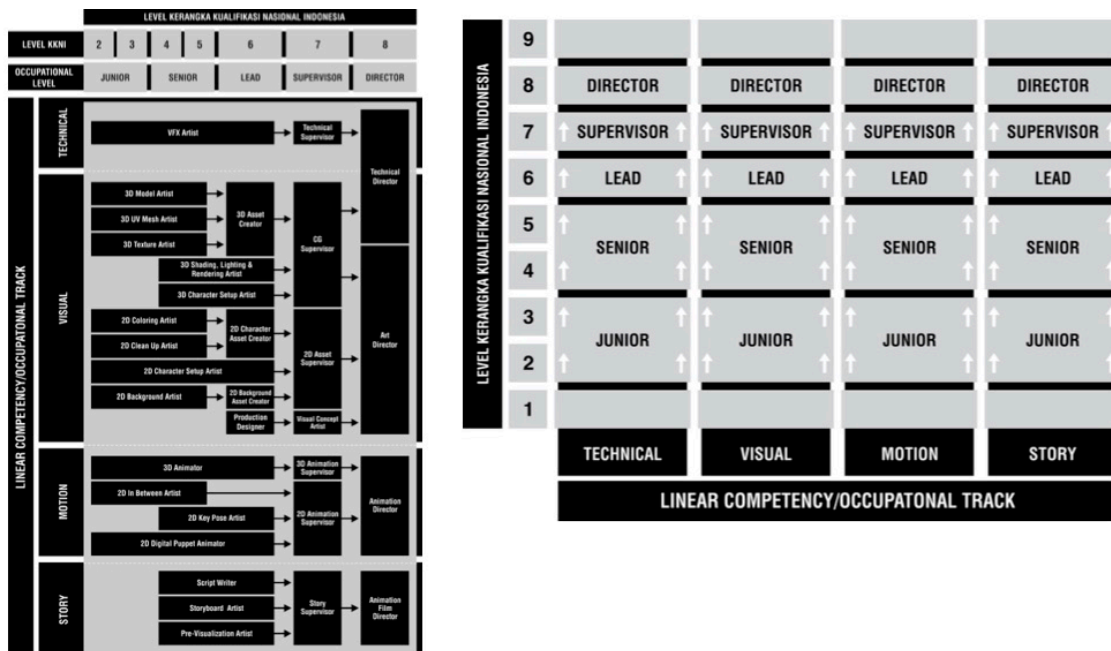 LEVEL KERANGKA KUALIFIKASI NASIONAL INDONESIA
LEVEL KKNI
2
3
4
5
6
7
8
OCCUPATIONAL
LEVEL
JUNIOR
SENIOR
LEAD
SUPERVISOR
DIRECTOR
LINEAR COMPETENCY/OCCUPATONAL TRACK
TECHNICAL
VFX Artist
Technical
Supervisor
Technical
Director
VISUAL
3D Model Artist
3D UV Mesh Artist
3D Texture Artist
3D Asset
Creator
3D Shading, Lighting &
Rendering Artist
3D Character Setup Artist
CG
Supervisor
2D Coloring Artist
2D Clean Up Artist
2D Character
Asset Creator
2D Character Setup Artist
2D Background Artist
2D Background
Asset Creator
2D Asset
Supervisor
Production
Designer
Visual Concept
Artist
Art
Director
MOTION
3D Animator
3D Animation
Supervisor
2D In Between Artist
2D Key Pose Artist
2D Digital Puppet Animator
2D Animation
Supervisor
Animation
Director
STORY
Script Writer
Storyboard Artist
Pre-Visualization Artist
Story
Supervisor
Animation
Film
Director
LEVEL KERANGKA KUALIFIKASI NASIONAL INDONESIA
9
8
DIRECTOR DIRECTOR DIRECTOR DIRECTOR
7
SUPERVISOR SUPERVISOR SUPERVISOR SUPERVISOR
6
LEAD LEAD LEAD LEAD
5
SENIOR SENIOR SENIOR SENIOR
4
3
JUNIOR JUNIOR JUNIOR JUNIOR
2
1
TECHNICAL VISUAL MOTION STORY
LINEAR COMPETENCY/OCCUPATONAL TRACK